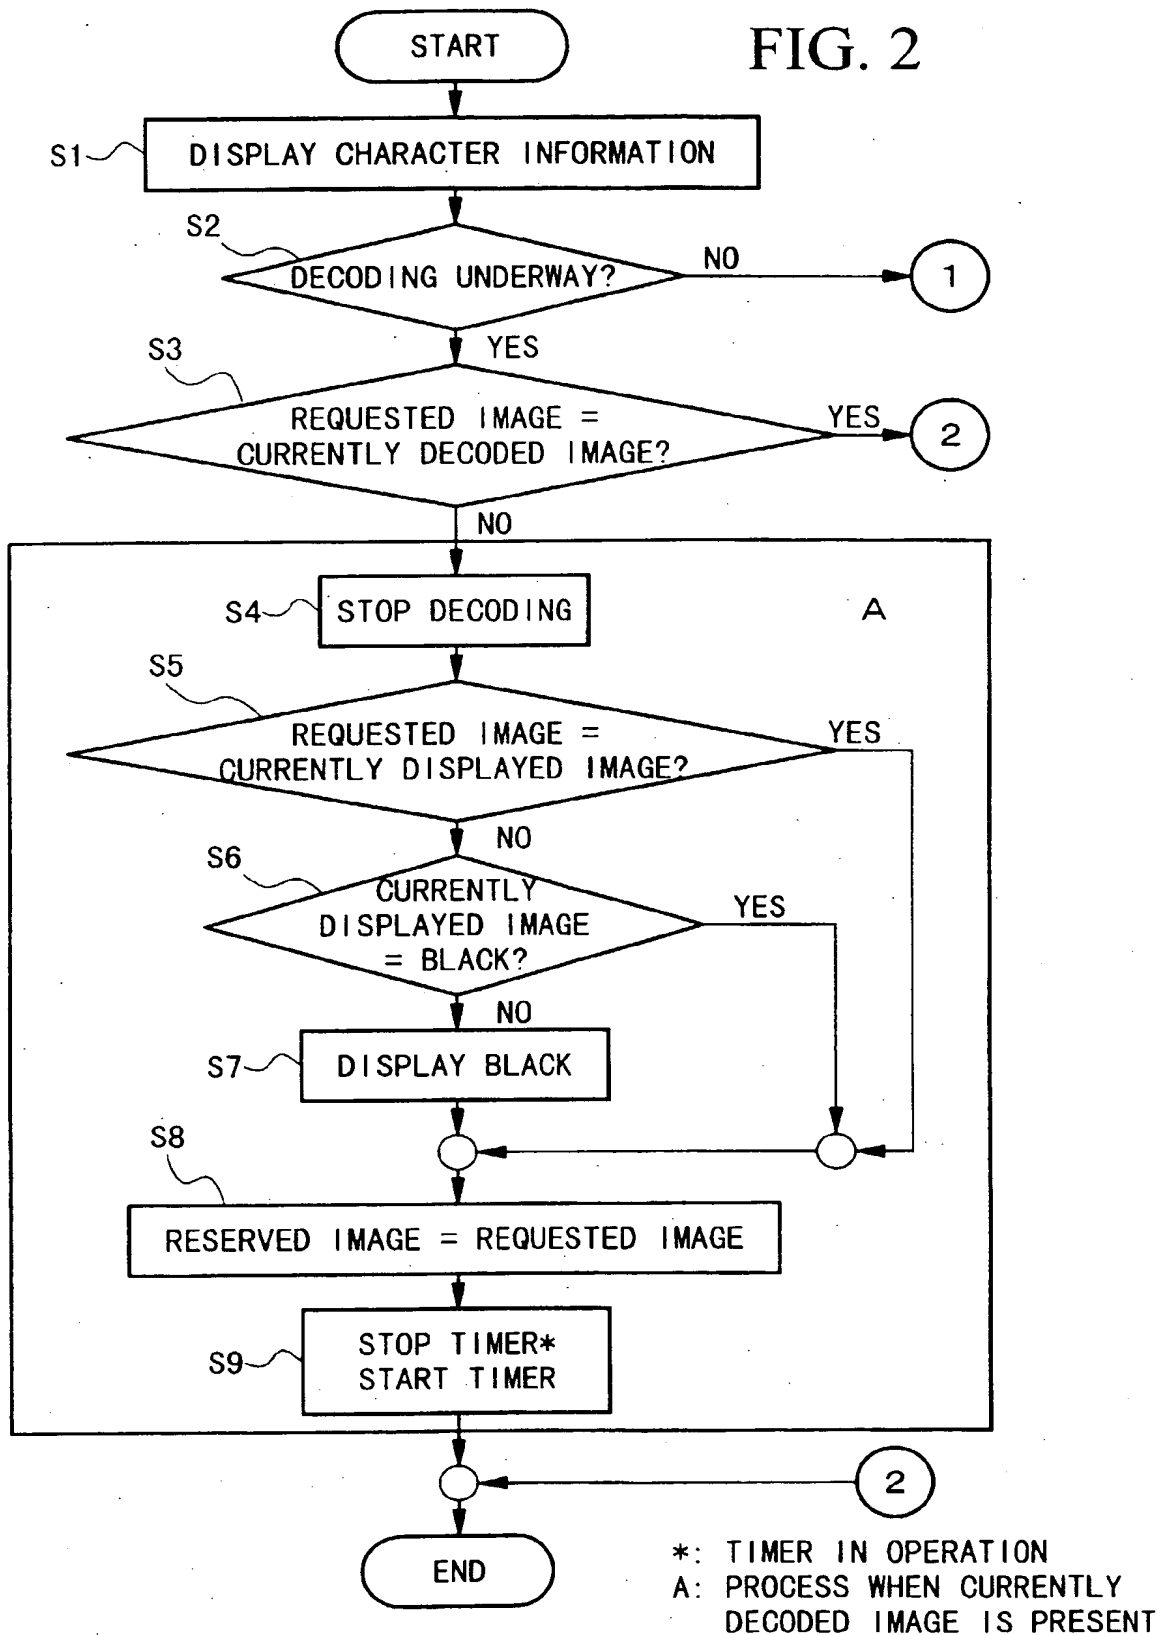 START
FIG. 2
S1
DISPLAY CHARACTER INFORMATION
S2
DECODING UNDERWAY?
NO
1
YES
S3
REQUESTED IMAGE =
CURRENTLY DECODED IMAGE?
YES
2
NO
S4
STOP DECODING
A
S5
REQUESTED IMAGE =
CURRENTLY DISPLAYED IMAGE?
YES
NO
S6
CURRENTLY
DISPLAYED IMAGE
= BLACK?
YES
NO
S7
DISPLAY BLACK
S8
RESERVED IMAGE = REQUESTED IMAGE
S9
STOP TIMER*
START TIMER
2
END
*: TIMER IN OPERATION
A: PROCESS WHEN CURRENTLY
DECODED IMAGE IS PRESENT